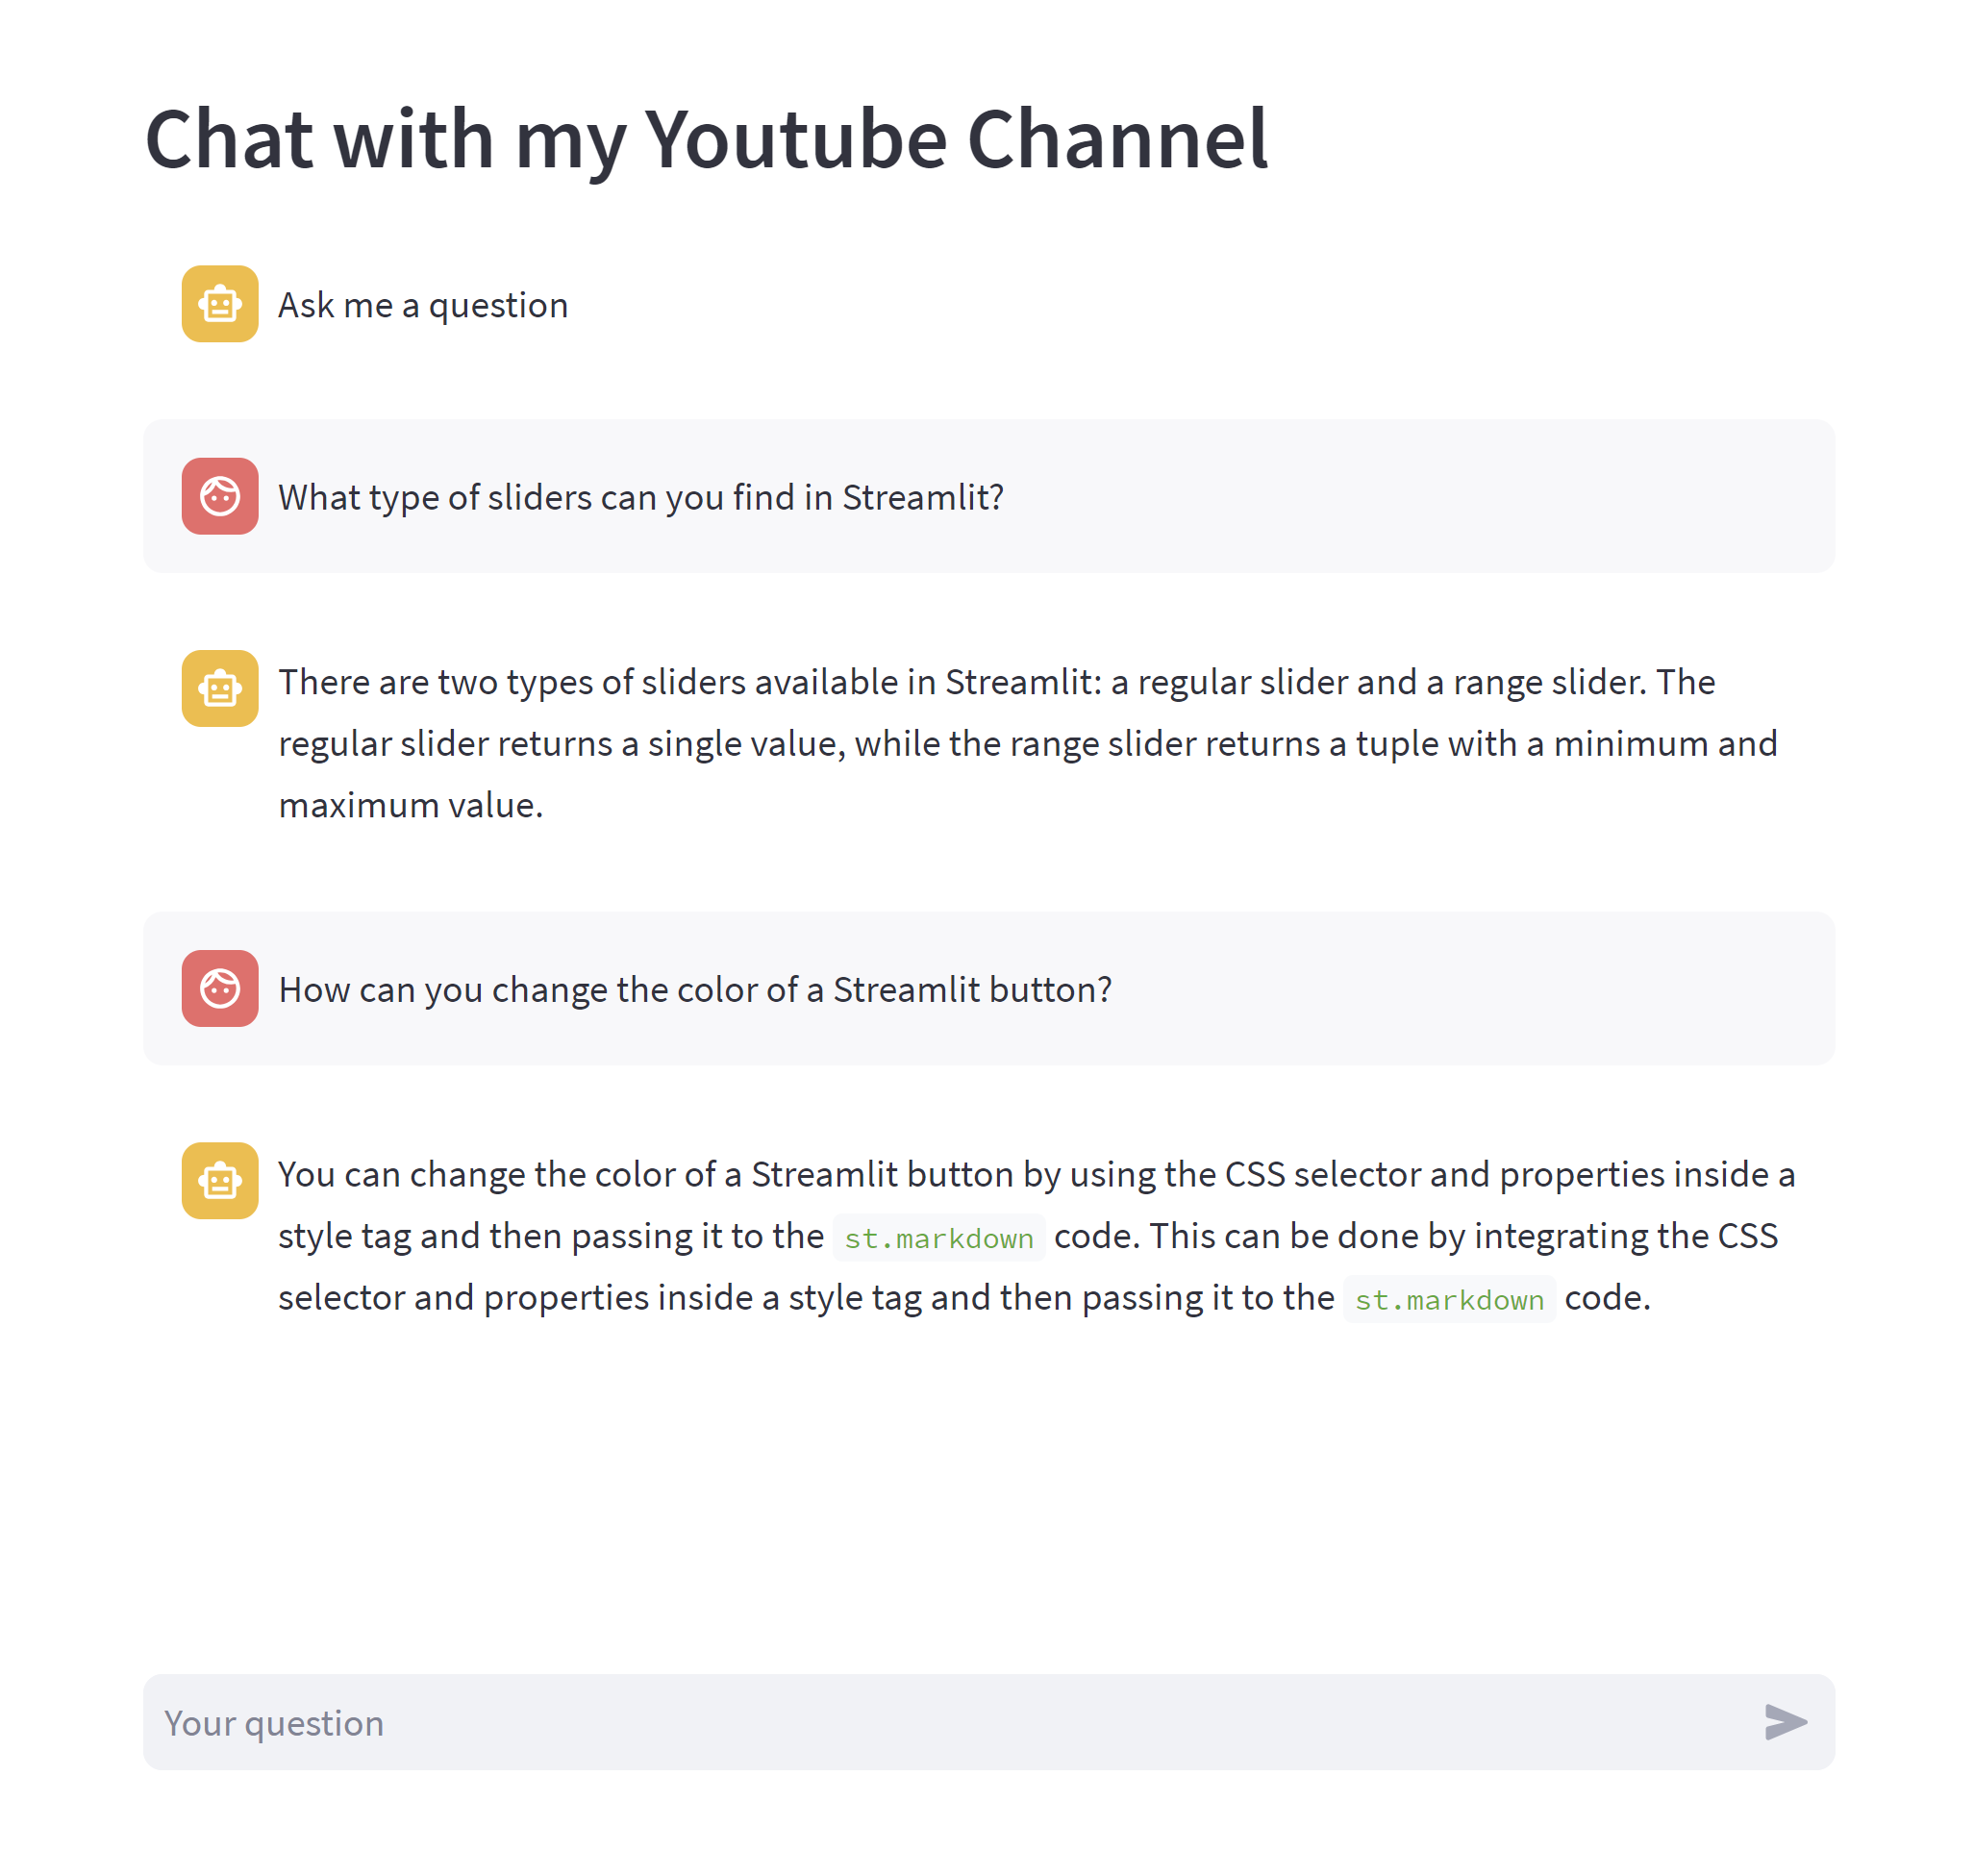 Chat with my Youtube Channel
Ask me a question
What type of sliders can you find in Streamlit?
There are two types of sliders available in Streamlit: a regular slider and a range slider. The
regular slider returns a single value, while the range slider returns a tuple with a minimum and
maximum value.
How can you change the color of a Streamlit button?
You can change the color of a Streamlit button by using the CSS selector and properties inside a
style tag and then passing it to the st.markdown code. This can be done by integrating the CSS
selector and properties inside a style tag and then passing it to the st.markdown code.
Your question